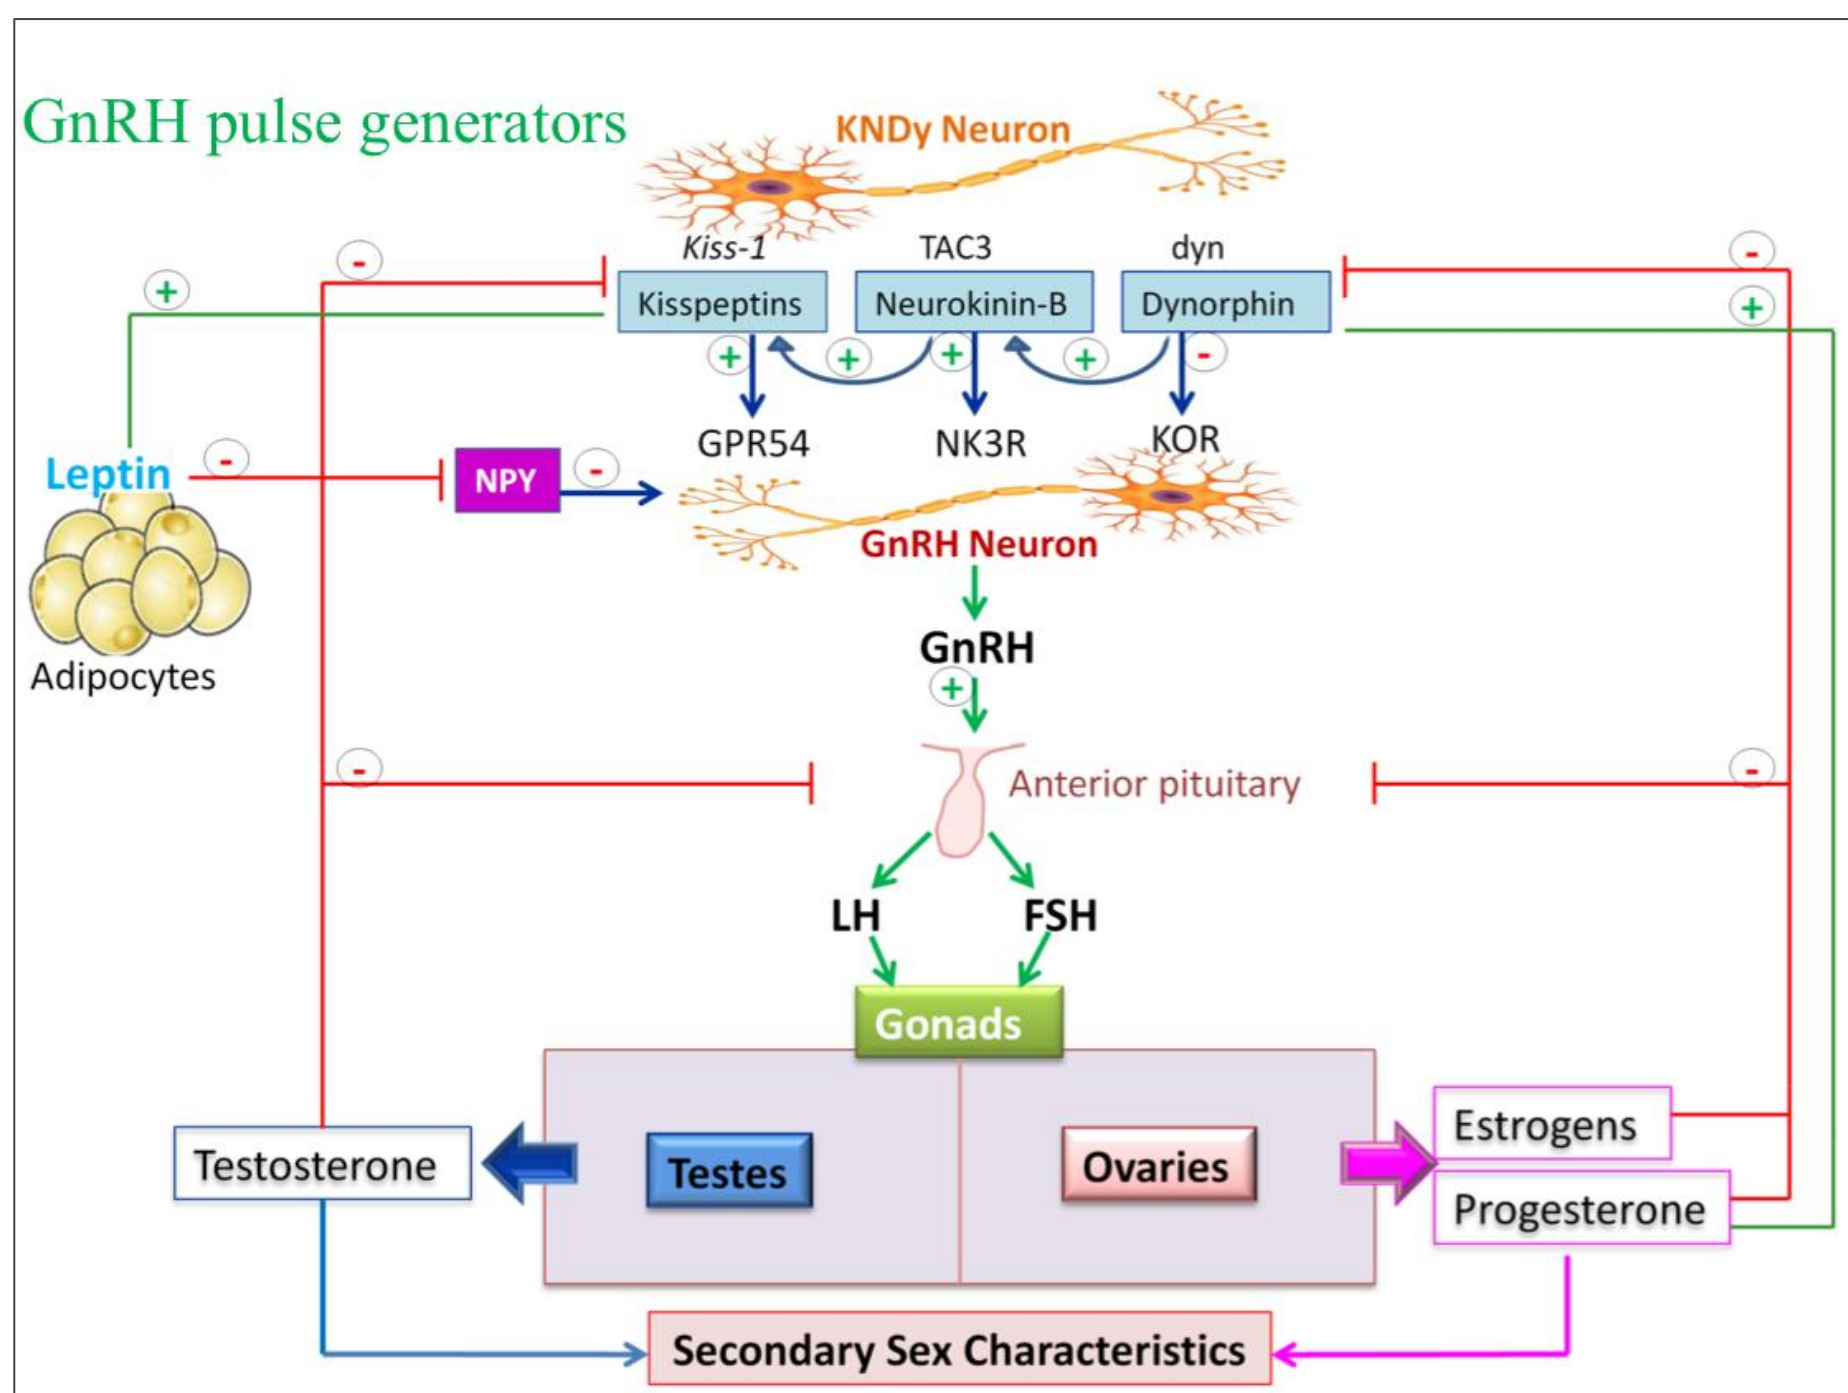 GnRH pulse generators
KNDy Neuron
Kiss-1
TAC3
dyn
-
-
+
Kisspeptins
Neurokinin-B
Dynorphin
+
+
+
+
+
-
GPR54
NK3R
KOR
Leptin
-
NPY
-
GnRH Neuron
GnRH
Adipocytes
+
-
Anterior pituitary
-
LH
FSH
Gonads
Testosterone
Testes
Ovaries
Estrogens
Progesterone
Secondary Sex Characteristics